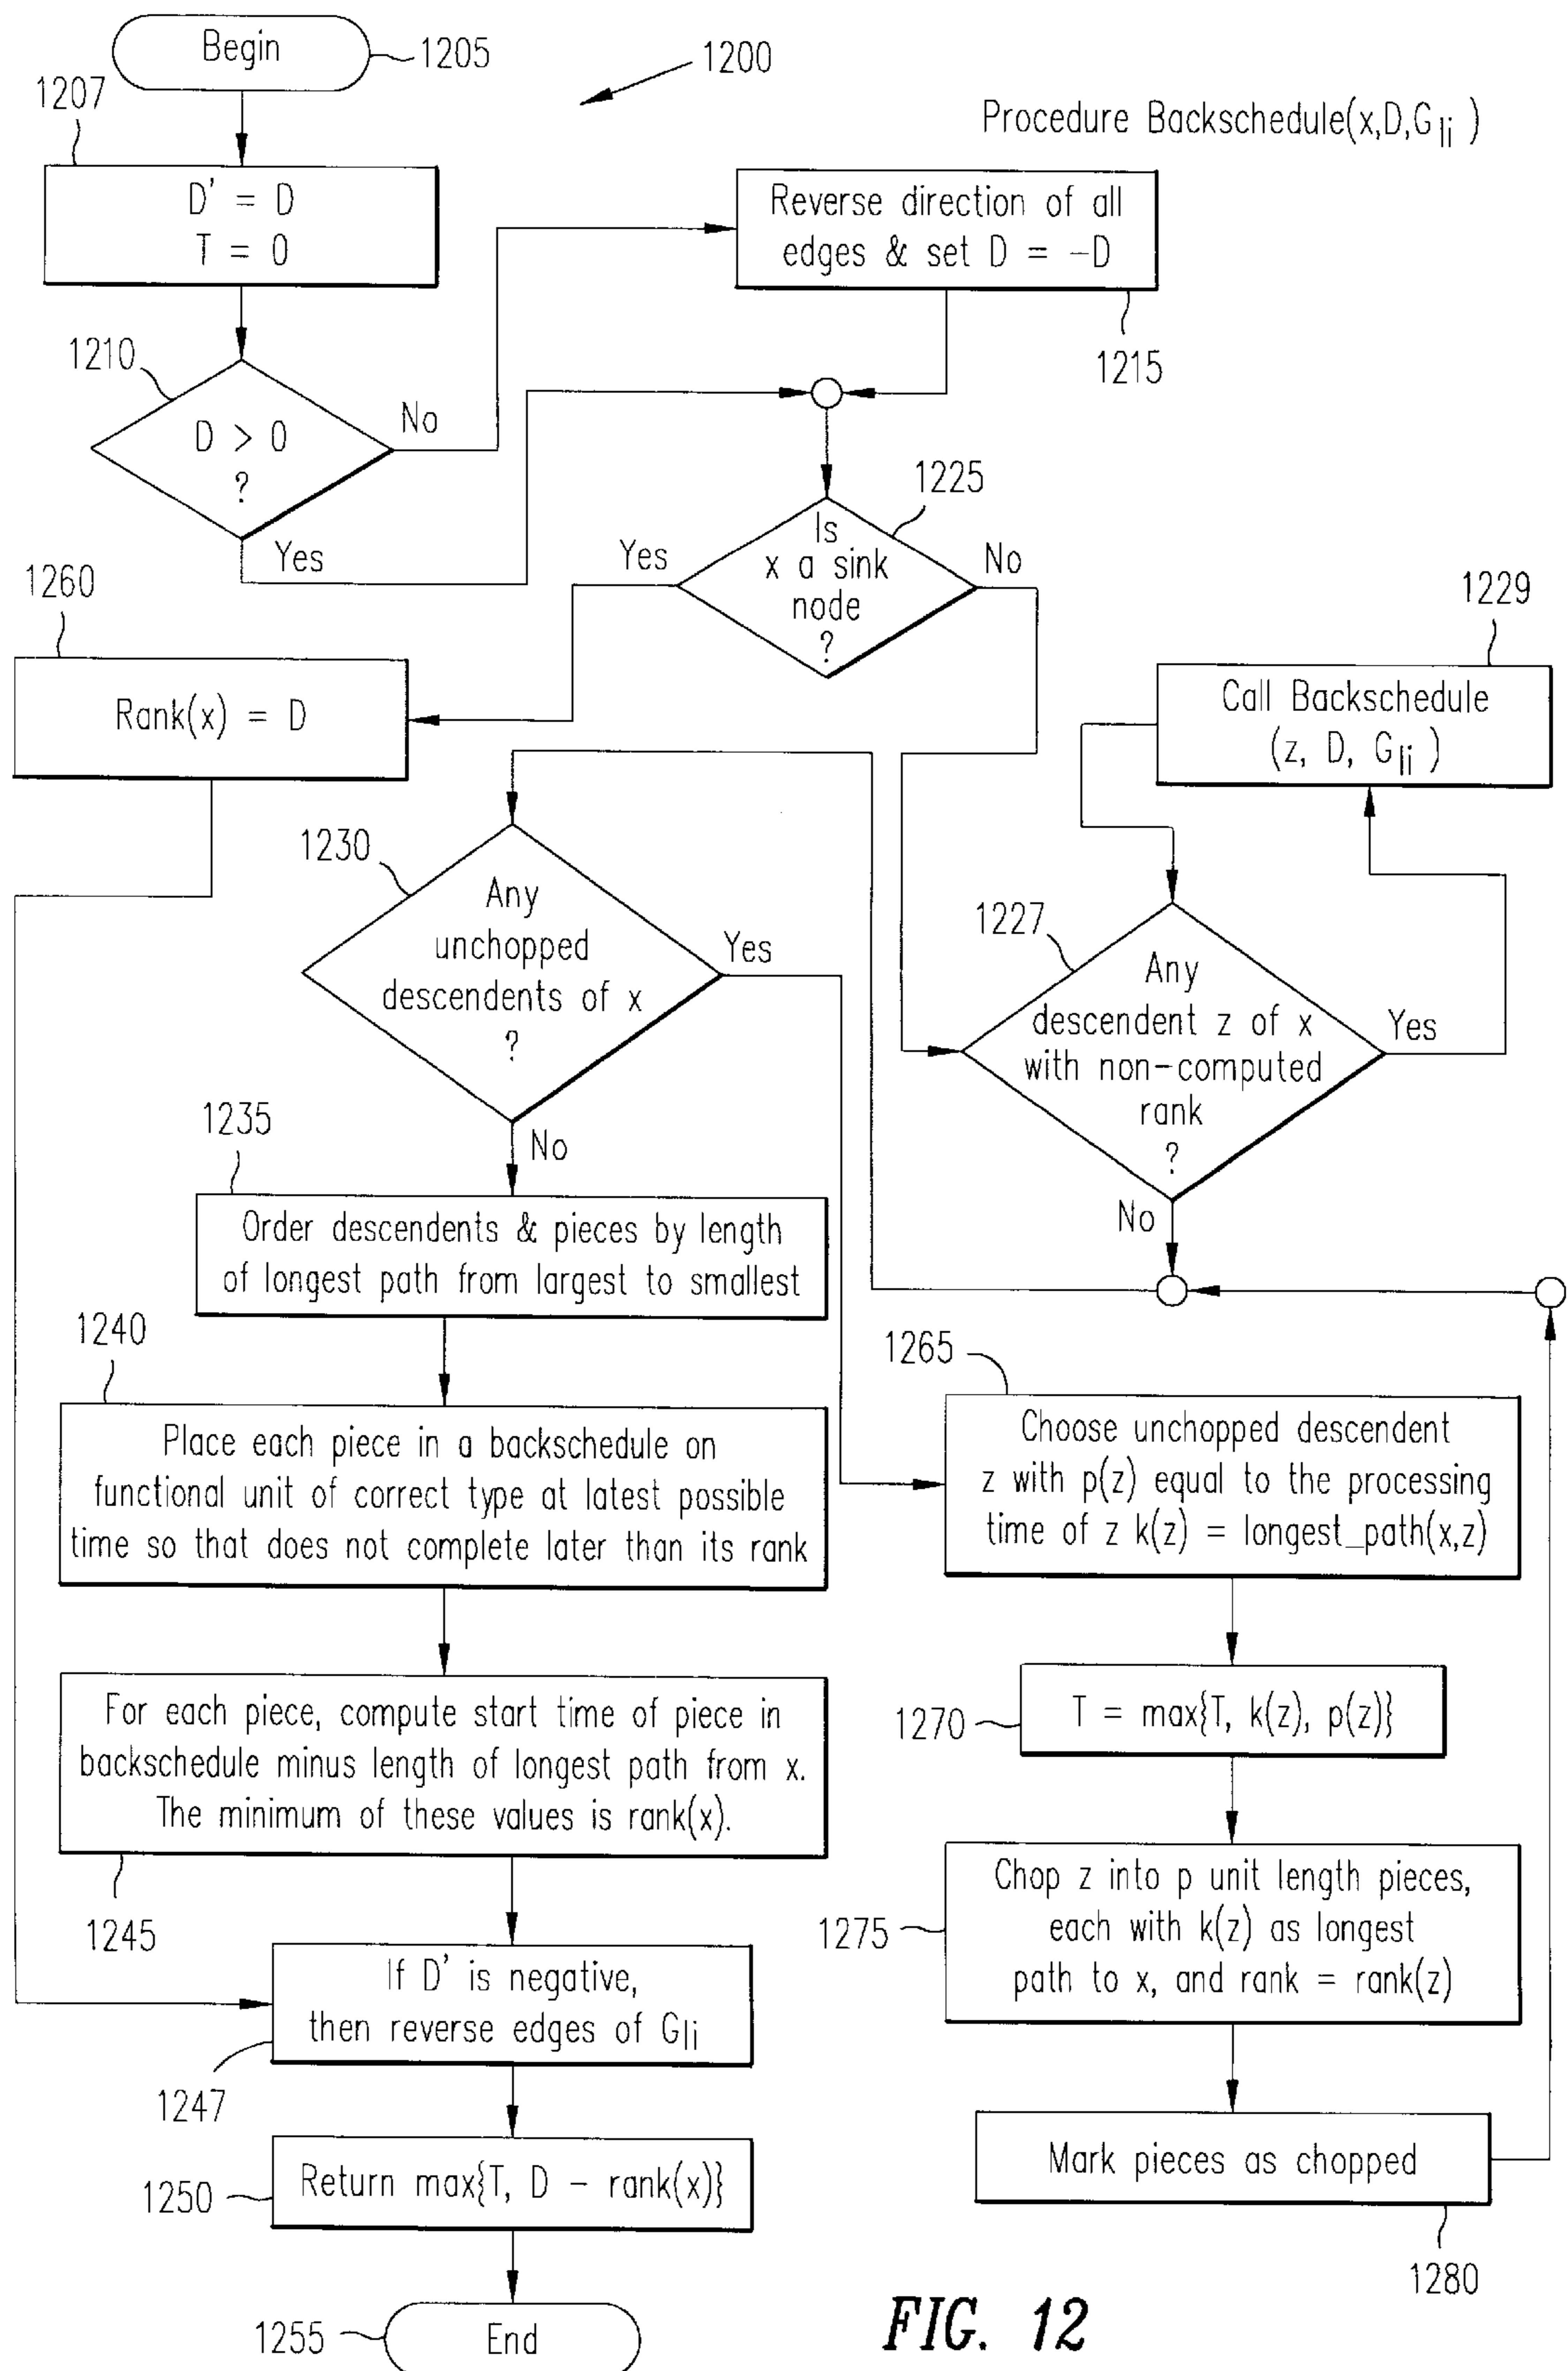 Begin
1205
1200
1207
Procedure Backschedule(x,D,G_li )
D' = D
T = 0
Reverse direction of all
edges & set D = -D
1215
1210
D > 0
?
No
Yes
1225
Is
x a sink
node
?
Yes
No
1260
Rank(x) = D
1229
Call Backschedule
(z, D, G_li )
1230
Any
unchopped
descendents of x
?
Yes
No
1227
Any
descendent z of x
with non-computed
rank
?
Yes
No
1235
Order descendents & pieces by length
of longest path from largest to smallest
1240
Place each piece in a backschedule on
functional unit of correct type at latest possible
time so that does not complete later than its rank
1265
Choose unchopped descendent
z with p(z) equal to the processing
time of z k(z) = longest_path(x,z)
For each piece, compute start time of piece in
backschedule minus length of longest path from x.
The minimum of these values is rank(x).
1245
1270
T = max{T, k(z), p(z)}
1275
Chop z into p unit length pieces,
each with k(z) as longest
path to x, and rank = rank(z)
If D' is negative,
then reverse edges of G_li
1247
Mark pieces as chopped
1280
1250
Return max{T, D - rank(x)}
1255
End
FIG. 12